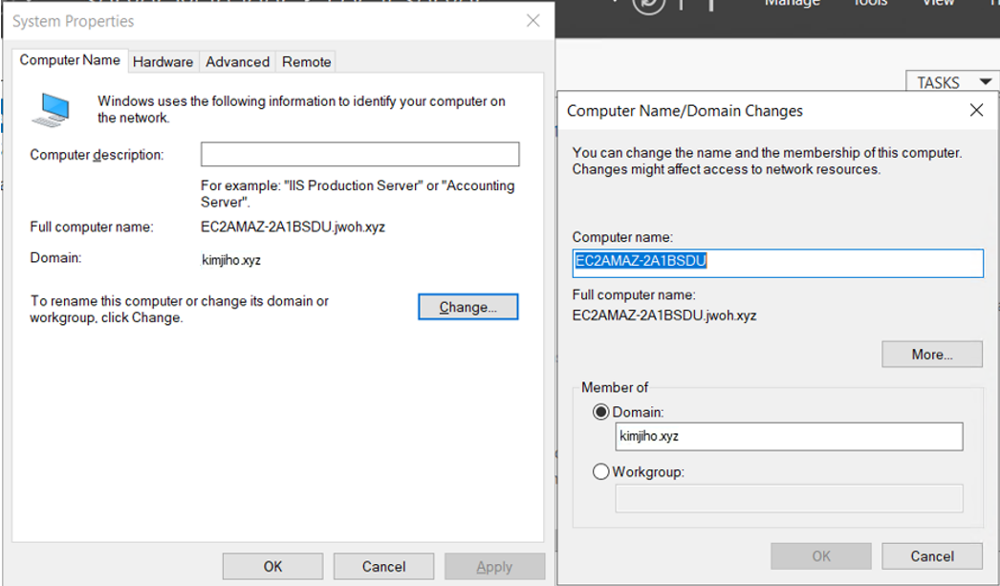 Manage
Tools
View
TASKS
System Properties
Computer Name
Hardware
Advanced
Remote
Windows uses the following information to identify your computer on
the network.
Computer description:
For example: "IIS Production Server" or "Accounting
Server".
Full computer name:
EC2AMAZ-2A1BSDU.jwoh.xyz
Domain:
kimjiho.xyz
To rename this computer or change its domain or
workgroup, click Change.
Change...
OK
Cancel
Apply
Computer Name/Domain Changes
You can change the name and the membership of this computer.
Changes might affect access to network resources.
Computer name:
EC2AMAZ-2A1BSDU
Full computer name:
EC2AMAZ-2A1BSDU.jwoh.xyz
More...
Member of
Domain:
kimjiho.xyz
Workgroup:
OK
Cancel